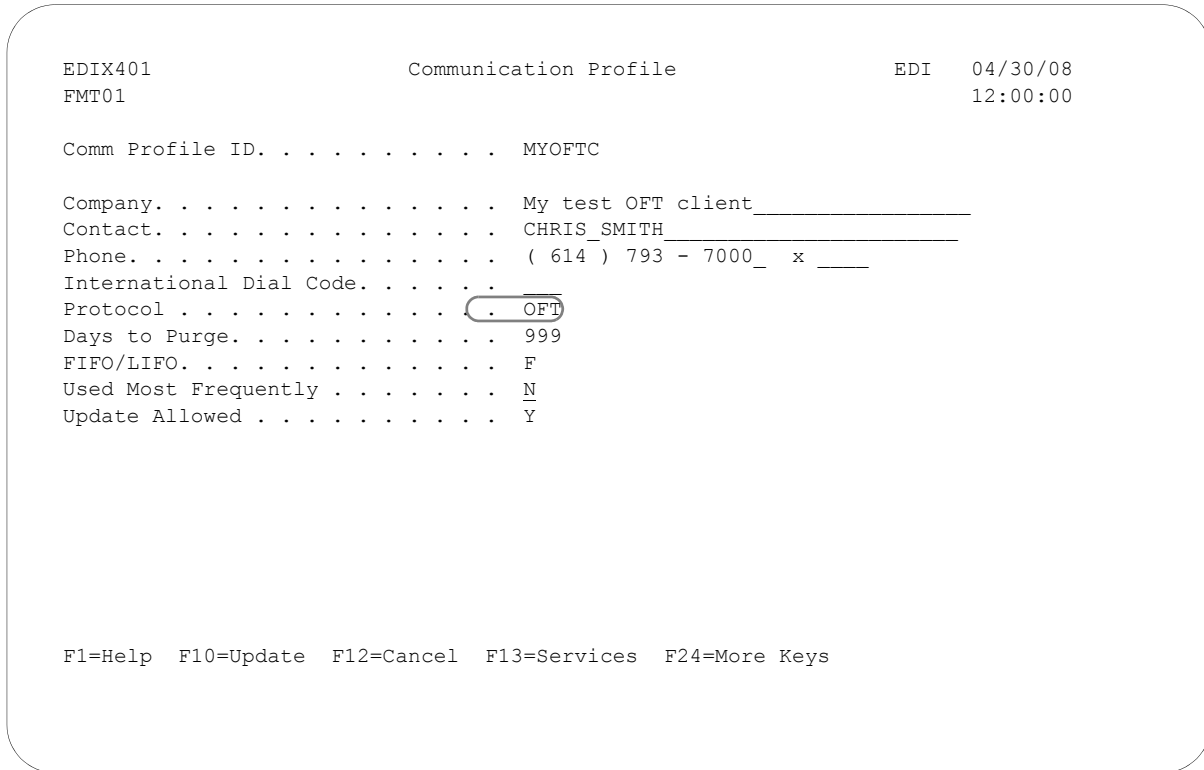 EDIX401 Communication Profile EDI 04/30/08
FMT01 12:00:00
Comm Profile ID. . . . . . . . . . MYOFTC
Company. . . . . . . . . . . . . . My test OFT client_________________
Contact. . . . . . . . . . . . . . CHRIS_SMITH_______________________
Phone. . . . . . . . . . . . . . . ( 614 ) 793 - 7000_ x ____
International Dial Code. . . . . . ___
Protocol . . . . . . . . . . . . . OFT
Days to Purge. . . . . . . . . . . 999
FIFO/LIFO. . . . . . . . . . . . . F
Used Most Frequently . . . . . . . N
Update Allowed . . . . . . . . . . Y
F1=Help F10=Update F12=Cancel F13=Services F24=More Keys